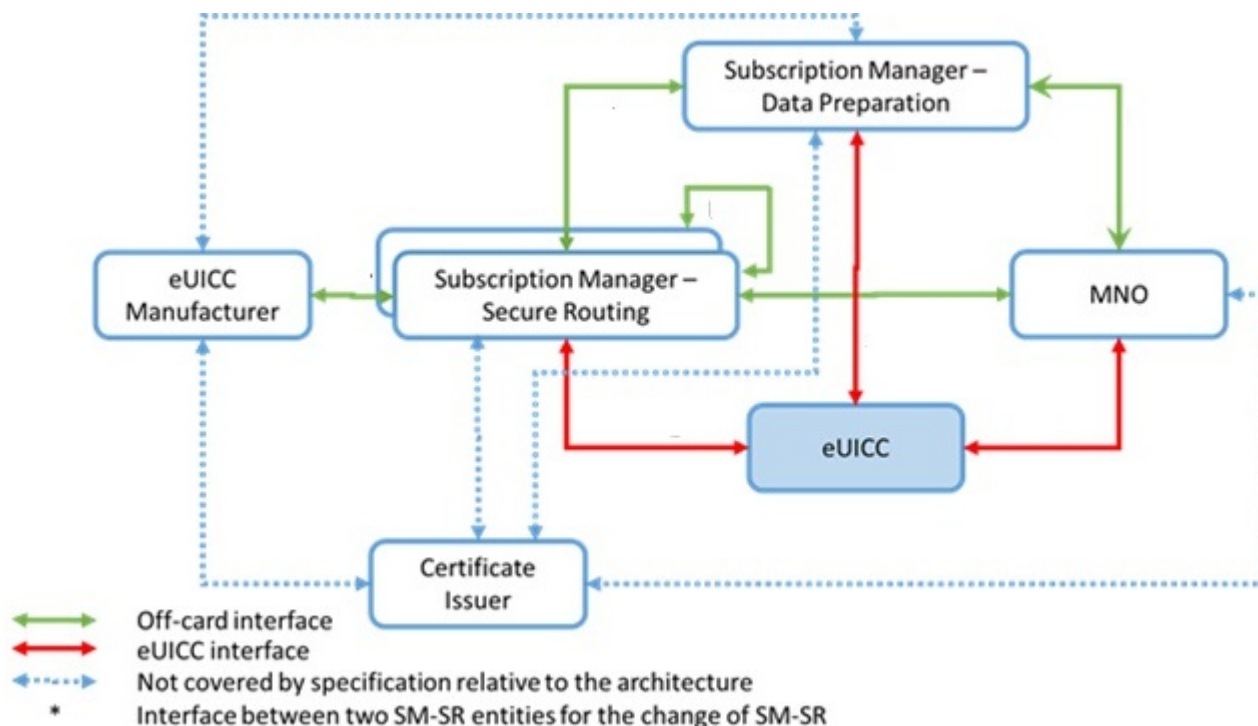 Subscription Manager –
Data Preparation
eUICC
Manufacturer
Subscription Manager –
Secure Routing
MNO
eUICC
Certificate
Issuer
Off-card interface
eUICC interface
Not covered by specification relative to the architecture
* Interface between two SM-SR entities for the change of SM-SR